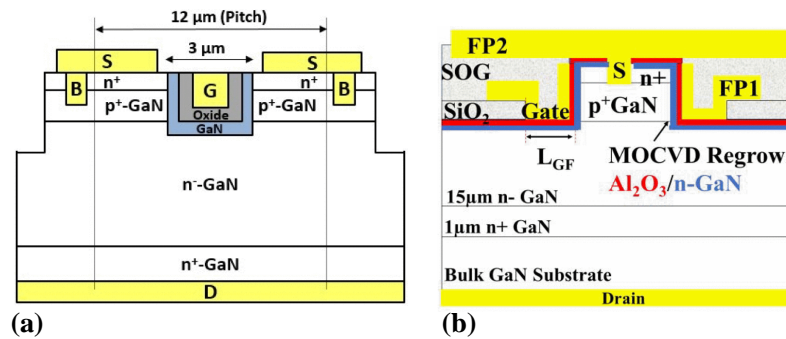 12 µm (Pitch)
3 µm
S
S
n⁺
n⁺
B
G
B
p⁺-GaN
p⁺-GaN
Oxide
GaN
n⁻-GaN
n⁺-GaN
D
(a)
FP2
SOG
S
n+
FP1
SiO₂
Gate
p⁺GaN
L_GF
MOCVD Regrow
Al₂O₃/n-GaN
15µm n- GaN
1µm n+ GaN
Bulk GaN Substrate
Drain
(b)